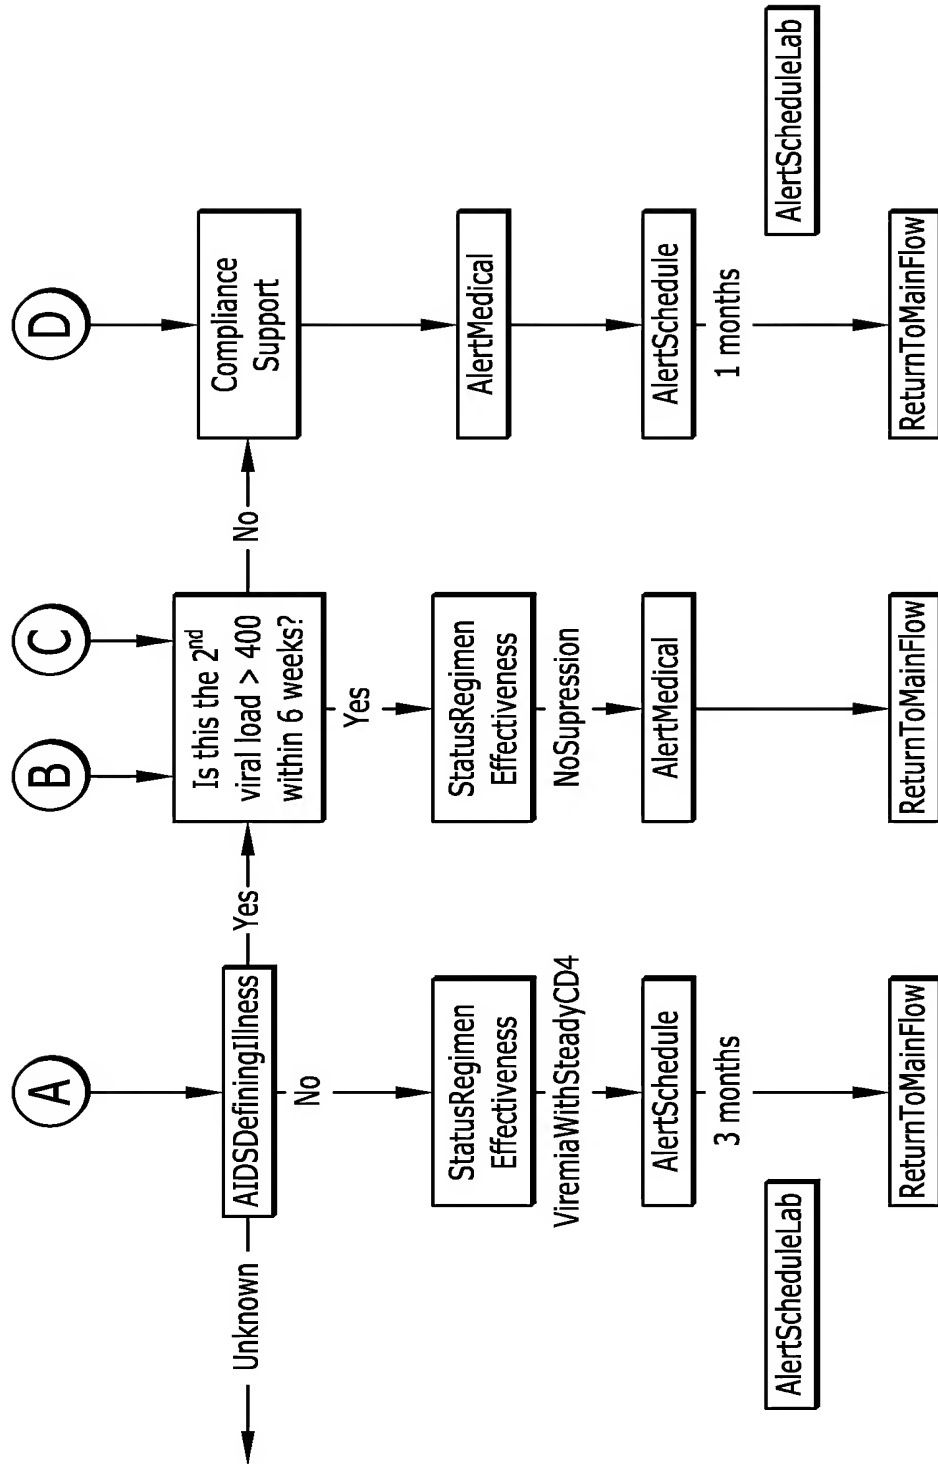 A
B
C
D
Unknown
AIDSDefiningIllness
Yes
Is this the 2nd
viral load > 400
within 6 weeks?
No
Compliance
Support
No
Yes
StatusRegimen
Effectiveness
StatusRegimen
Effectiveness
AlertMedical
ViremiaWithSteadyCD4
NoSupression
AlertSchedule
AlertMedical
AlertSchedule
3 months
1 months
AlertScheduleLab
AlertScheduleLab
ReturnToMainFlow
ReturnToMainFlow
ReturnToMainFlow